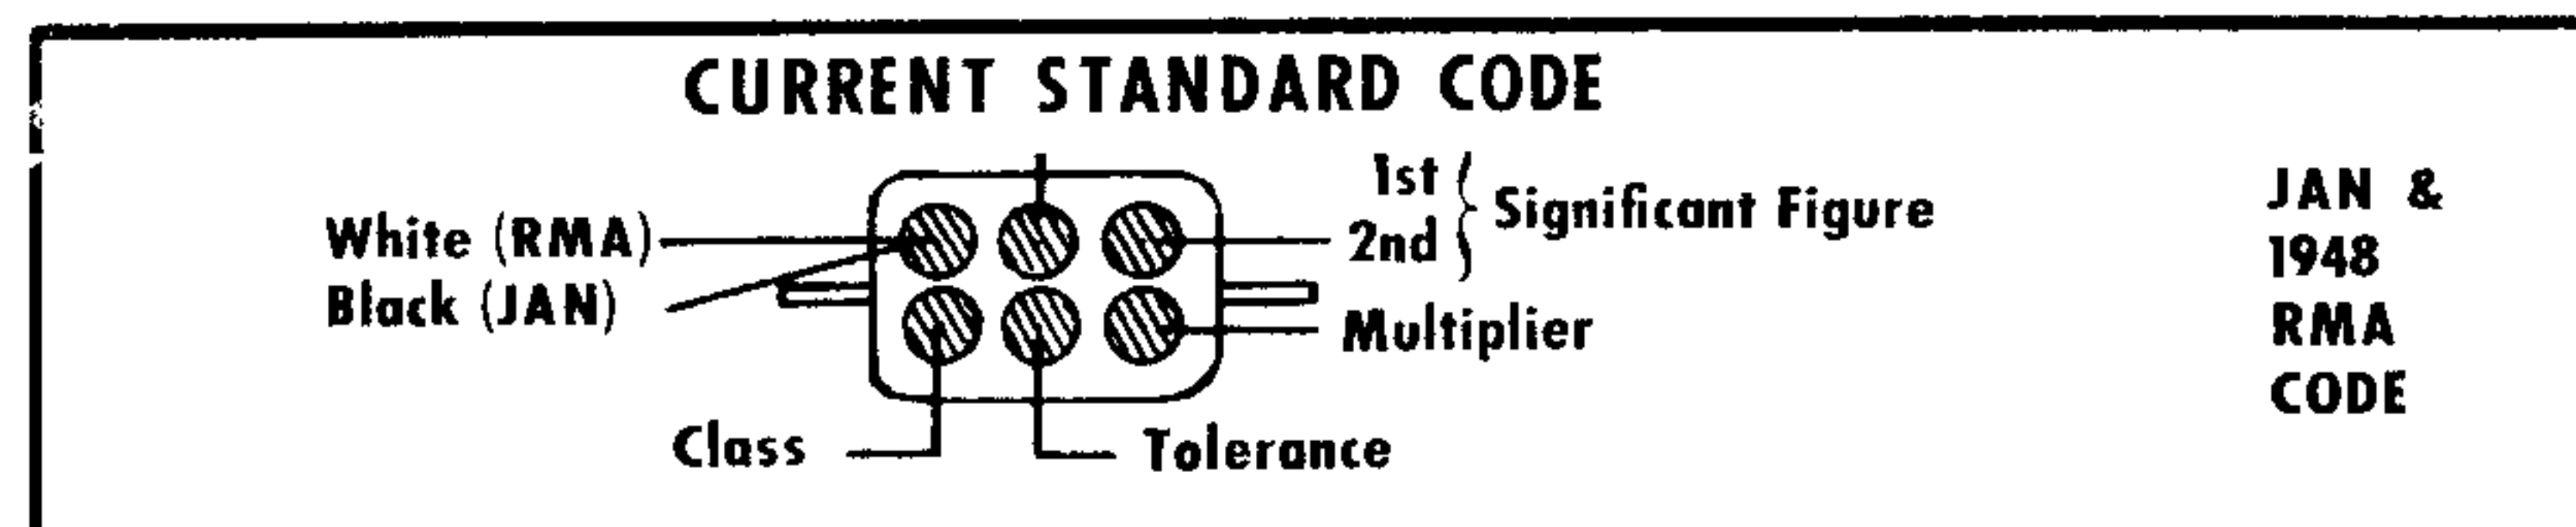 CURRENT STANDARD CODE
White (RMA)
Black (JAN)
1st
2nd
Significant Figure
Multiplier
Class
Tolerance
JAN &
1948
RMA
CODE